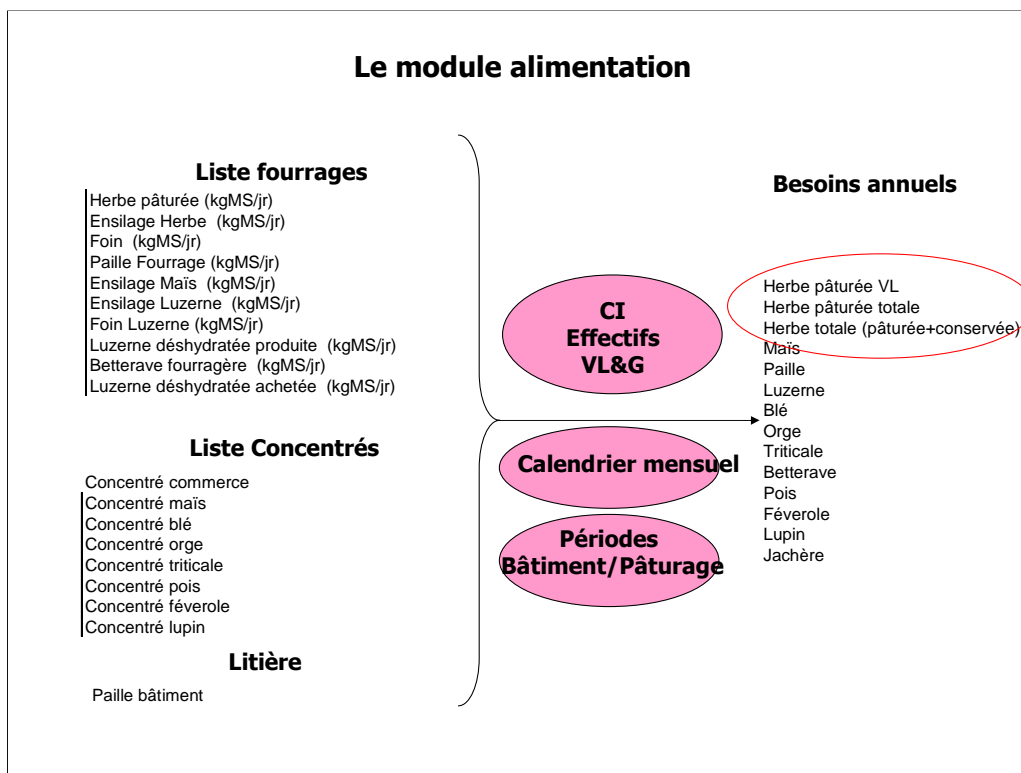 Le module alimentation
Liste fourrages
Herbe pâturée (kgMS/jr)
Ensilage Herbe  (kgMS/jr)
Foin  (kgMS/jr)
Paille Fourrage (kgMS/jr)
Ensilage Maïs (kgMS/jr)
Ensilage Luzerne (kgMS/jr)
Foin Luzerne (kgMS/jr)
Luzerne déshydratée produite  (kgMS/jr)
Betterave fourragère  (kgMS/jr)
Luzerne déshydratée achetée  (kgMS/jr)
Liste Concentrés
Concentré commerce
Concentré maïs
Concentré blé
Concentré orge
Concentré triticale
Concentré pois
Concentré féverole
Concentré lupin
Litière
Paille bâtiment
CI
Effectifs
VL&G
Calendrier mensuel
Périodes
Bâtiment/Pâturage
Besoins annuels
Herbe pâturée VL
Herbe pâturée totale
Herbe totale (pâturée+conservée)
Maïs
Paille
Luzerne
Blé
Orge
Triticale
Betterave
Pois
Féverole
Lupin
Jachère